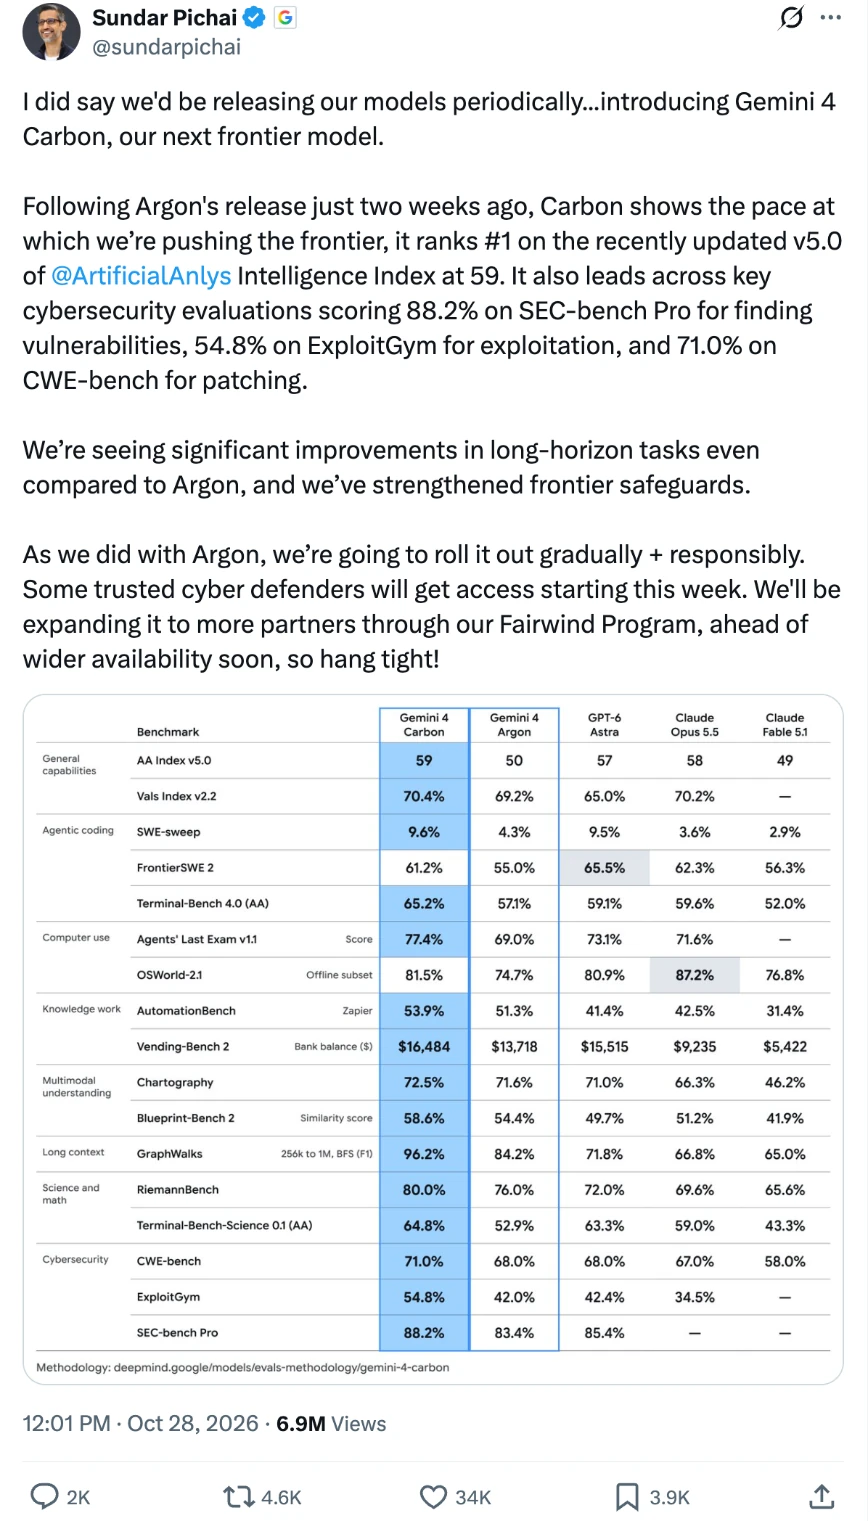 Sundar Pichai
@sundarpichai
I did say we'd be releasing our models periodically...introducing Gemini 4
Carbon, our next frontier model.
Following Argon's release just two weeks ago, Carbon shows the pace at
which we’re pushing the frontier, it ranks #1 on the recently updated v5.0
of @ArtificialAnlys Intelligence Index at 59. It also leads across key
cybersecurity evaluations scoring 88.2% on SEC-bench Pro for finding
vulnerabilities, 54.8% on ExploitGym for exploitation, and 71.0% on
CWE-bench for patching.
We’re seeing significant improvements in long-horizon tasks even
compared to Argon, and we’ve strengthened frontier safeguards.
As we did with Argon, we’re going to roll it out gradually + responsibly.
Some trusted cyber defenders will get access starting this week. We'll be
expanding it to more partners through our Fairwind Program, ahead of
wider availability soon, so hang tight!
Benchmark Gemini 4 Carbon Gemini 4 Argon GPT-6 Astra Claude Opus 5.5 Claude Fable 5.1
General capabilities AA Index v5.0 59 50 57 58 49
Vals Index v2.2 70.4% 69.2% 65.0% 70.2% —
Agentic coding SWE-sweep 9.6% 4.3% 9.5% 3.6% 2.9%
FrontierSWE 2 61.2% 55.0% 65.5% 62.3% 56.3%
Terminal-Bench 4.0 (AA) 65.2% 57.1% 59.1% 59.6% 52.0%
Computer use Agents' Last Exam v1.1 Score 77.4% 69.0% 73.1% 71.6% —
OSWorld-2.1 Offline subset 81.5% 74.7% 80.9% 87.2% 76.8%
Knowledge work AutomationBench Zapier 53.9% 51.3% 41.4% 42.5% 31.4%
Vending-Bench 2 Bank balance ($) $16,484 $13,718 $15,515 $9,235 $5,422
Multimodal understanding Chartography 72.5% 71.6% 71.0% 66.3% 46.2%
Blueprint-Bench 2 Similarity score 58.6% 54.4% 49.7% 51.2% 41.9%
Long context GraphWalks 256k to 1M, BFS (F1) 96.2% 84.2% 71.8% 66.8% 65.0%
Science and math RiemannBench 80.0% 76.0% 72.0% 69.6% 65.6%
Terminal-Bench-Science 0.1 (AA) 64.8% 52.9% 63.3% 59.0% 43.3%
Cybersecurity CWE-bench 71.0% 68.0% 68.0% 67.0% 58.0%
ExploitGym 54.8% 42.0% 42.4% 34.5% —
SEC-bench Pro 88.2% 83.4% 85.4% — —
Methodology: deepmind.google/models/evals-methodology/gemini-4-carbon
12:01 PM · Oct 28, 2026 · 6.9M Views
2K 4.6K 34K 3.9K